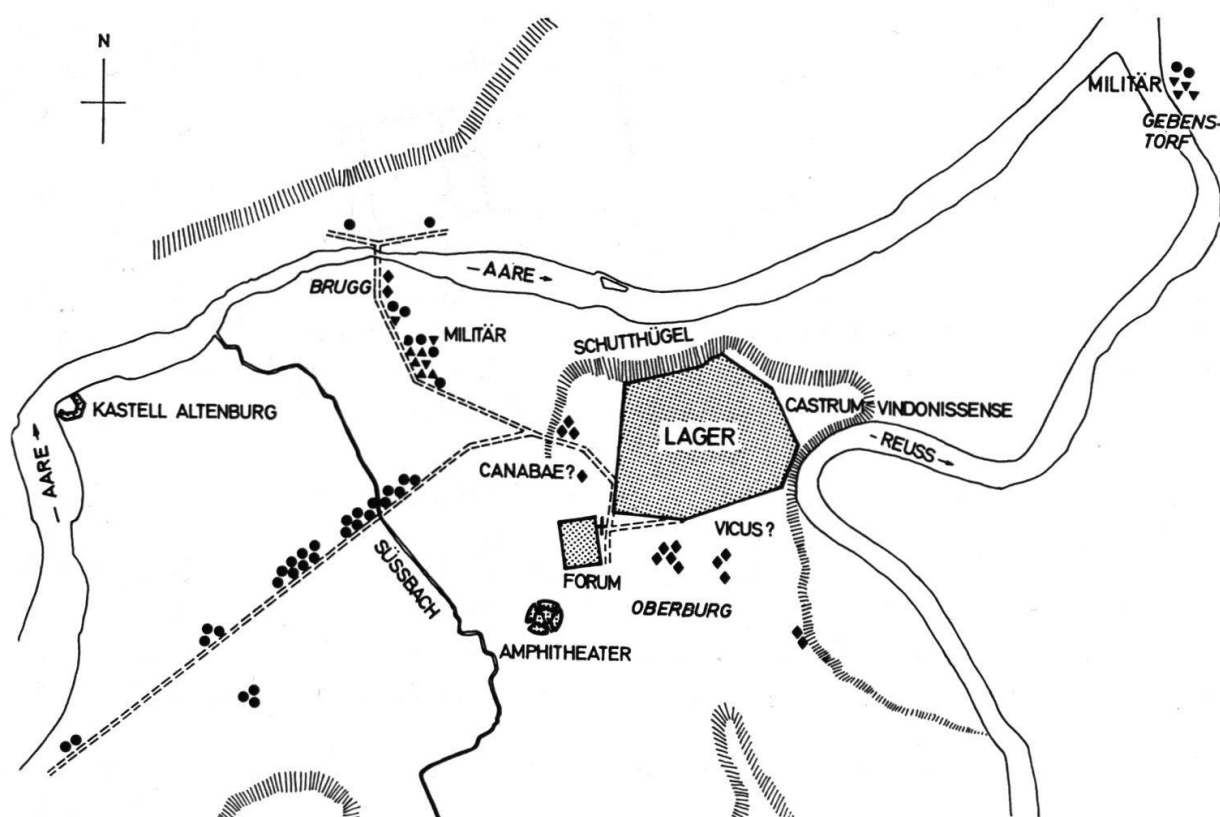 N
MILITÄR
GEBENS-
TORF
AARE
BRUGG
MILITÄR
SCHUTTHÜGEL
KASTELL ALTENBURG
CASTRUM VINDONISSENSE
LAGER
REUSS
AARE
CANABAE?
VICUS?
SÜSSBACH
FORUM
OBERBURG
AMPHITHEATER